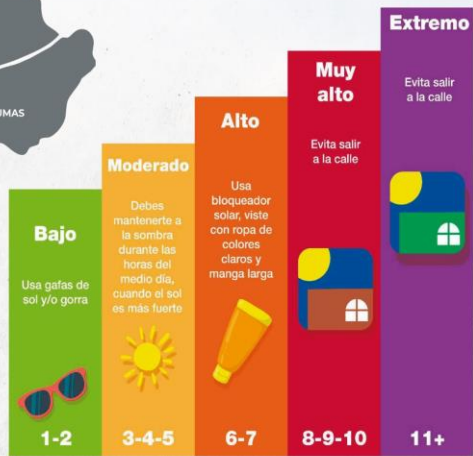 UMAS
Bajo
Usa gafas de
sol y/o gorra
1-2
Moderado
Debes
mantenerte a
la sombra
durante las
horas del
medio día,
cuando el sol
es más fuerte
3-4-5
Alto
Usa
bloqueador
solar, viste
con ropa de
colores
claros y
manga larga
6-7
Muy
alto
Evita salir
a la calle
8-9-10
Extremo
Evita salir
a la calle
11+